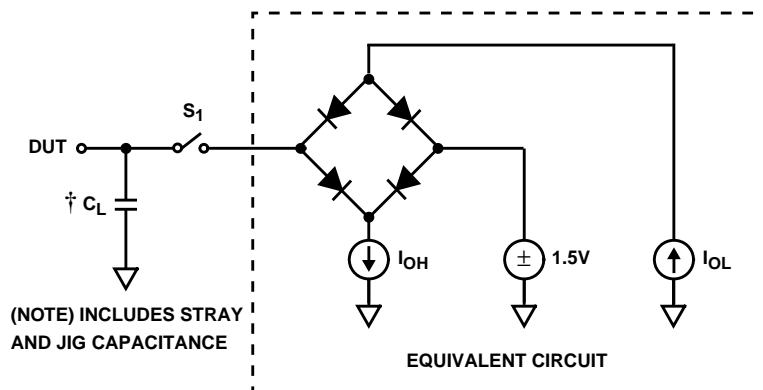 S1
DUT
† CL
IOH
± 1.5V
IOL
(NOTE) INCLUDES STRAY
AND JIG CAPACITANCE
EQUIVALENT CIRCUIT